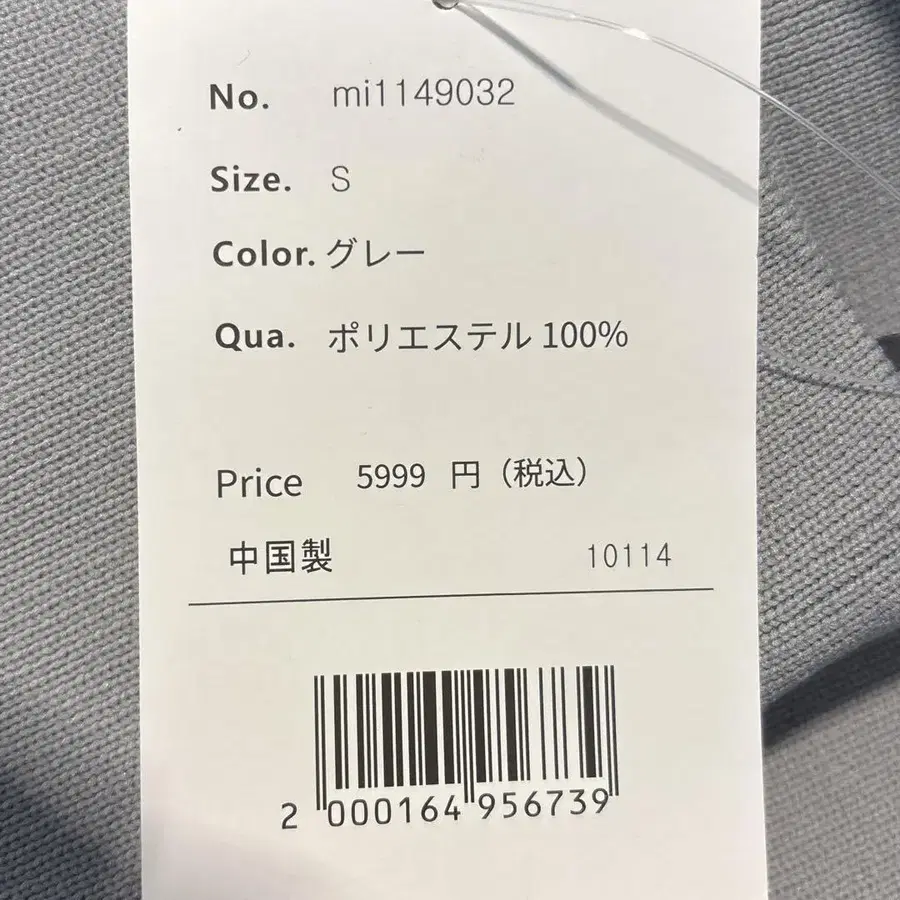 No. mi1149032
Size. S
Color. グレー
Qua. ポリエステル 100%
Price 5999 円（税込）
中国製 10114
2 000164 956739